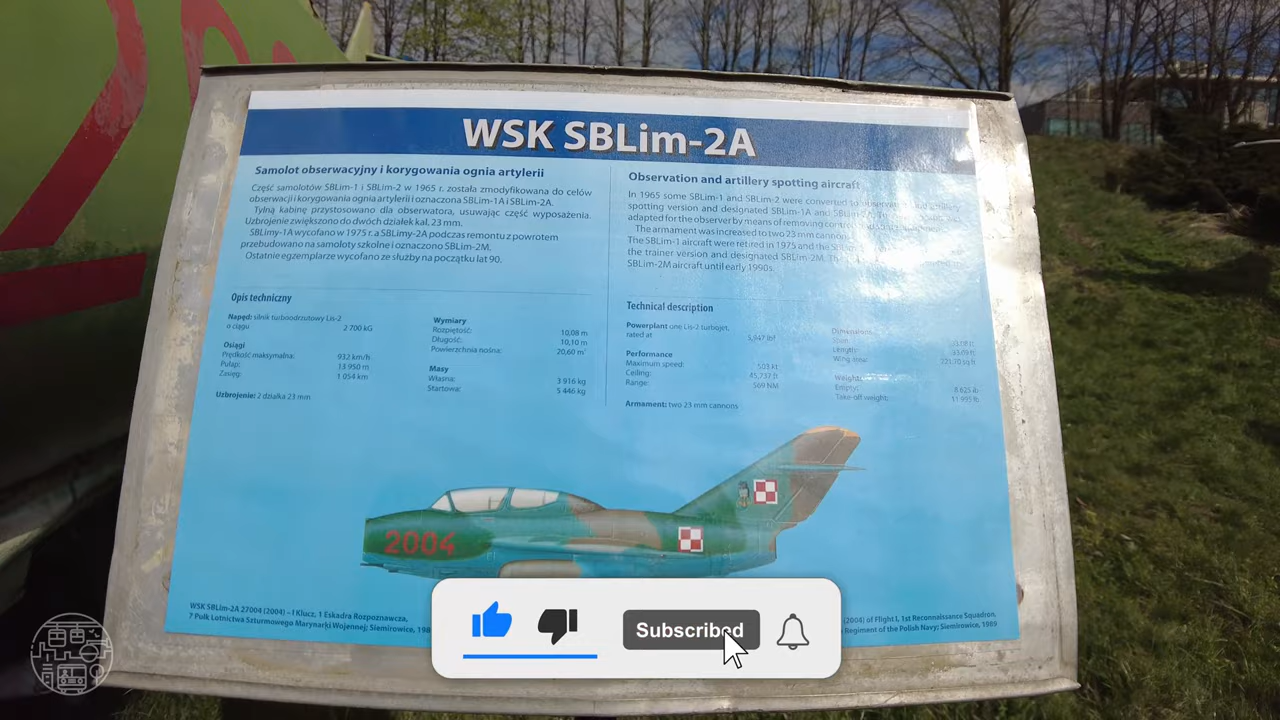 WSK SBLim-2A
Samolot obserwacyjny i korygowania ognia artylerii
Część samolotów SBLim-1 i SBLim-2 w 1965 r. została zmodyfikowana do celów
obserwacji i korygowania ognia artylerii i oznaczona SBLim-1A i SBLim-2A.
Tylną kabinę przystosowano dla obserwatora, usuwając część wyposażenia.
Uzbrojenie zwiększono do dwóch działek kal. 23 mm.
SBLimy-1A wycofano w 1975 r. a SBLimy-2A podczas remontu z powrotem
przebudowano na samoloty szkolne i oznaczono SBLim-2M.
Ostatnie egzemplarze wycofano ze służby na początku lat 90.
Opis techniczny
Napęd: silnik turboodrzutowy Lis-2
o ciągu 2 700 kG
Osiągi
Prędkość maksymalna: 932 km/h
Pułap: 13 950 m
Zasięg: 1 054 km
Uzbrojenie: 2 działka 23 mm
Wymiary
Rozpiętość: 10,08 m
Długość: 10,10 m
Powierzchnia nośna: 20,60 m²
Masy
Własna: 3 916 kg
Startowa: 5 446 kg
Observation and artillery spotting aircraft
In 1965 some SBLim-1 and SBLim-2 were converted to
spotting version and designated SBLim-1A and
adapted for the observer by means of removing
The armament was increased to two 23 mm cannon
The SBLim-1 aircraft were retired in 1975 and the
the trainer version and designated SBLim-2M.
SBLim-2M aircraft until early 1990s.
Technical description
Powerplant one Lis-2 turbojet,
rated at 5,947 lbf
Performance
Maximum speed: 503 kt
Ceiling: 45,737 ft
Range: 569 NM
Armament: two 23 mm cannons
Dimensions
Span:
Length: 33.09 ft
Wing area: 221.70 sq ft
Weights
Empty: 8 625 lb
Take-off weight: 11 995 lb
2004
WSK SBLim-2A 27004 (2004) – I Klucz, 1 Eskadra Rozpoznawcza,
7 Pułk Lotnictwa Szturmowego Marynarki Wojennej; Siemirowice, 198
(2004) of Flight I, 1st Reconnaissance Squadron,
Regiment of the Polish Navy; Siemirowice, 1989
Subscribed